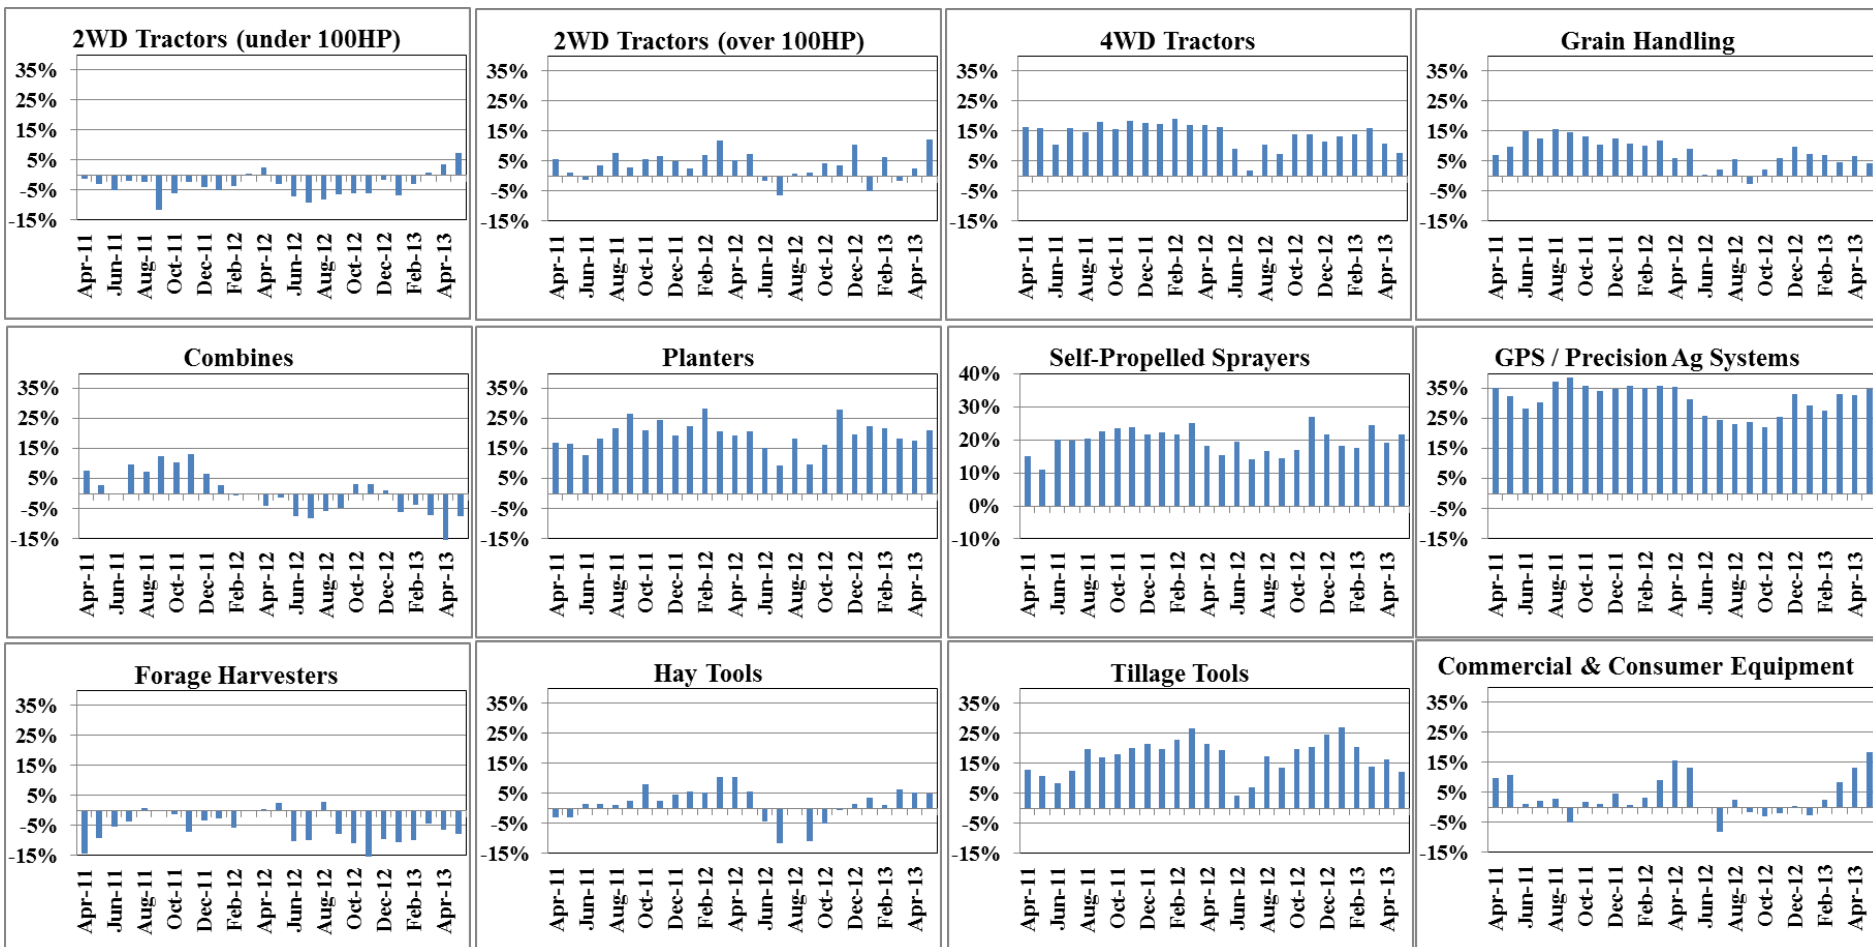 2WD Tractors (under 100HP)
35%
25%
15%
5%
-5%
-15%
Apr-11
Jun-11
Aug-11
Oct-11
Dec-11
Feb-12
Apr-12
Jun-12
Aug-12
Oct-12
Dec-12
Feb-13
Apr-13
2WD Tractors (over 100HP)
35%
25%
15%
5%
-5%
-15%
Apr-11
Jun-11
Aug-11
Oct-11
Dec-11
Feb-12
Apr-12
Jun-12
Aug-12
Oct-12
Dec-12
Feb-13
Apr-13
4WD Tractors
35%
25%
15%
5%
-5%
-15%
Apr-11
Jun-11
Aug-11
Oct-11
Dec-11
Feb-12
Apr-12
Jun-12
Aug-12
Oct-12
Dec-12
Feb-13
Apr-13
Grain Handling
35%
25%
15%
5%
-5%
-15%
Apr-11
Jun-11
Aug-11
Oct-11
Dec-11
Feb-12
Apr-12
Jun-12
Aug-12
Oct-12
Dec-12
Feb-13
Apr-13
Combines
35%
25%
15%
5%
-5%
-15%
Apr-11
Jun-11
Aug-11
Oct-11
Dec-11
Feb-12
Apr-12
Jun-12
Aug-12
Oct-12
Dec-12
Feb-13
Apr-13
Planters
35%
25%
15%
5%
-5%
-15%
Apr-11
Jun-11
Aug-11
Oct-11
Dec-11
Feb-12
Apr-12
Jun-12
Aug-12
Oct-12
Dec-12
Feb-13
Apr-13
Self-Propelled Sprayers
40%
30%
20%
10%
0%
-10%
Apr-11
Jun-11
Aug-11
Oct-11
Dec-11
Feb-12
Apr-12
Jun-12
Aug-12
Oct-12
Dec-12
Feb-13
Apr-13
GPS / Precision Ag Systems
35%
25%
15%
5%
-5%
-15%
Apr-11
Jun-11
Aug-11
Oct-11
Dec-11
Feb-12
Apr-12
Jun-12
Aug-12
Oct-12
Dec-12
Feb-13
Apr-13
Forage Harvesters
35%
25%
15%
5%
-5%
-15%
Apr-11
Jun-11
Aug-11
Oct-11
Dec-11
Feb-12
Apr-12
Jun-12
Aug-12
Oct-12
Dec-12
Feb-13
Apr-13
Hay Tools
35%
25%
15%
5%
-5%
-15%
Apr-11
Jun-11
Aug-11
Oct-11
Dec-11
Feb-12
Apr-12
Jun-12
Aug-12
Oct-12
Dec-12
Feb-13
Apr-13
Tillage Tools
35%
25%
15%
5%
-5%
-15%
Apr-11
Jun-11
Aug-11
Oct-11
Dec-11
Feb-12
Apr-12
Jun-12
Aug-12
Oct-12
Dec-12
Feb-13
Apr-13
Commercial & Consumer Equipment
35%
25%
15%
5%
-5%
-15%
Apr-11
Jun-11
Aug-11
Oct-11
Dec-11
Feb-12
Apr-12
Jun-12
Aug-12
Oct-12
Dec-12
Feb-13
Apr-13